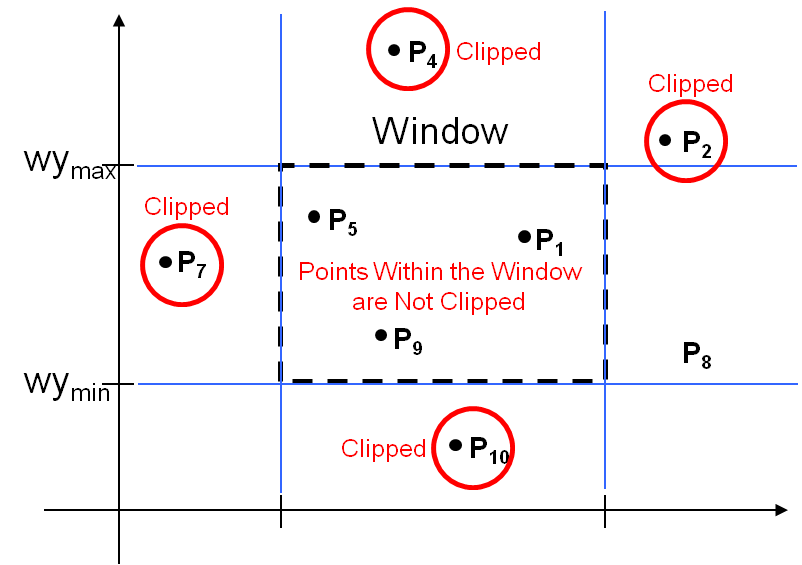 P4 Clipped
Clipped
P2
Window
wymax
Clipped
P5
P1
P7
Points Within the Window
are Not Clipped
P9
P8
wymin
Clipped
P10